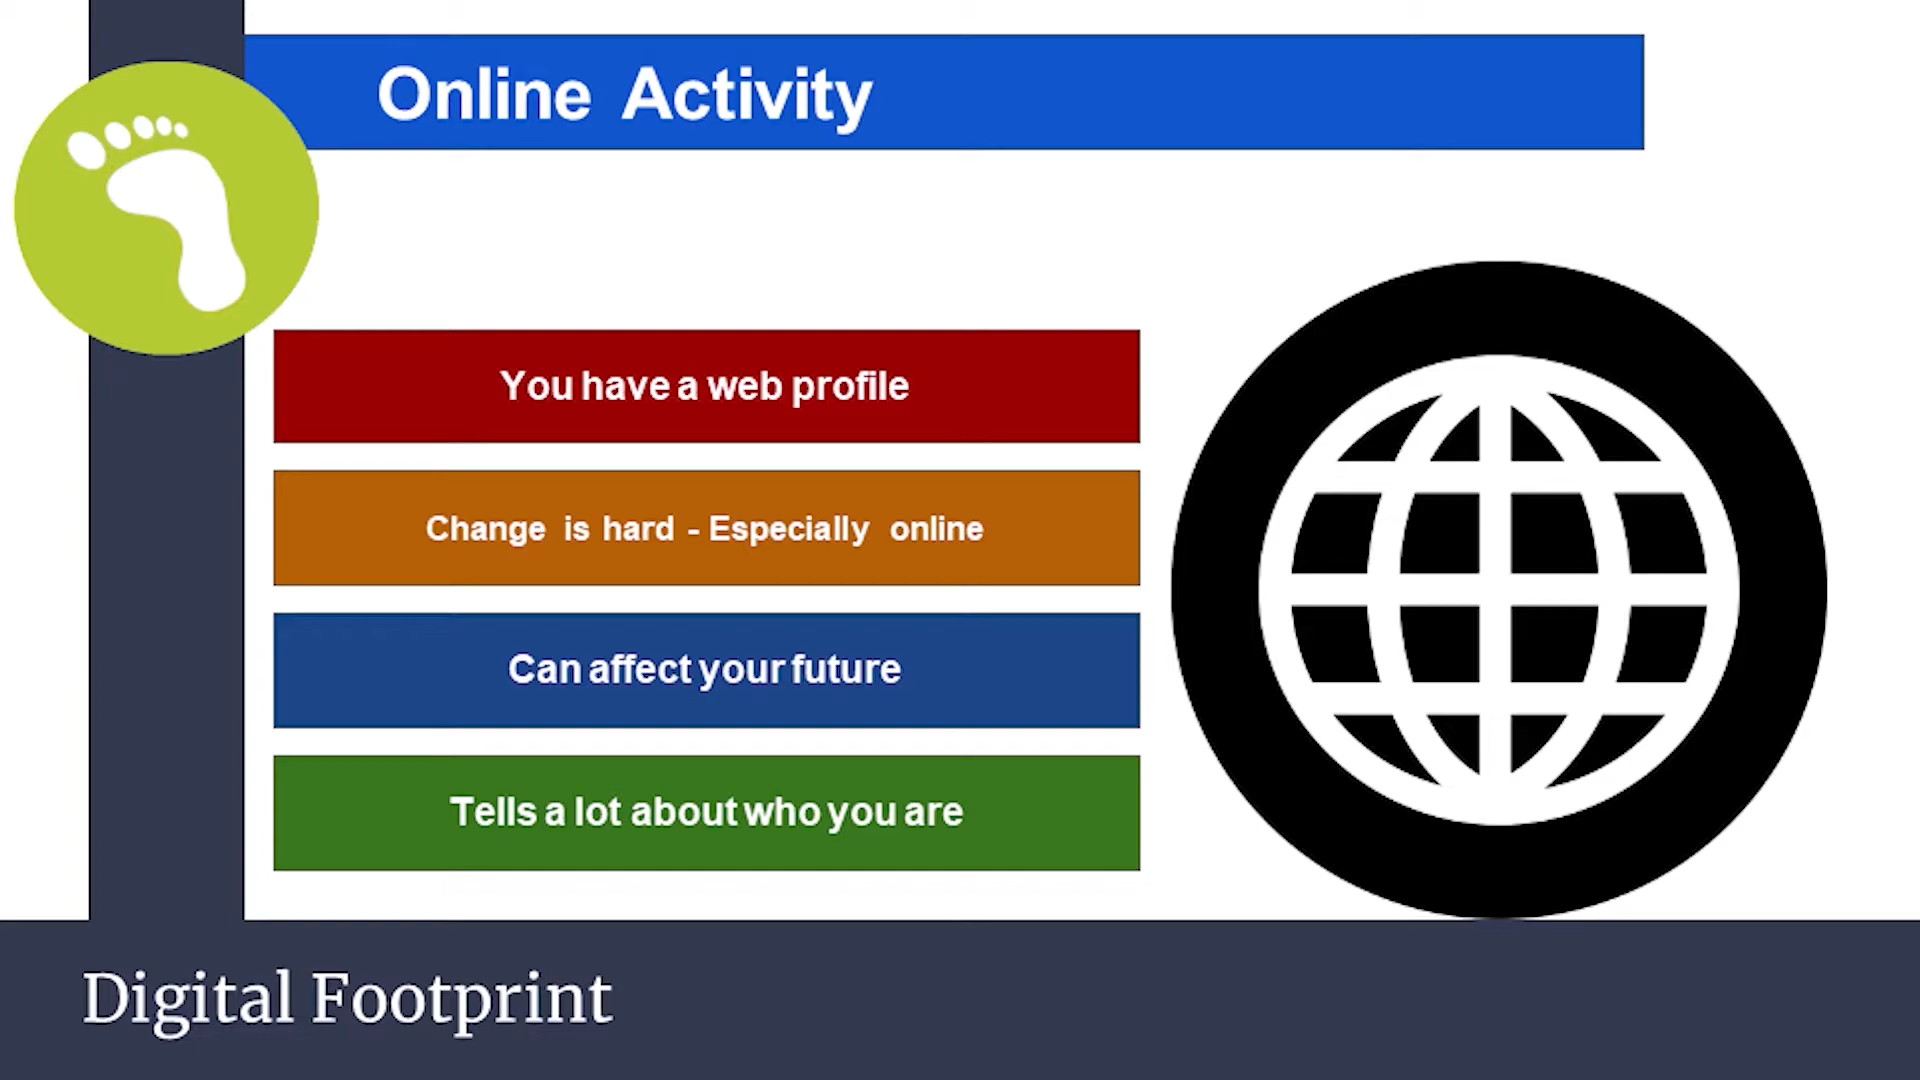 Online Activity
You have a web profile
Change is hard - Especially online
Can affect your future
Tells a lot about who you are
Digital Footprint